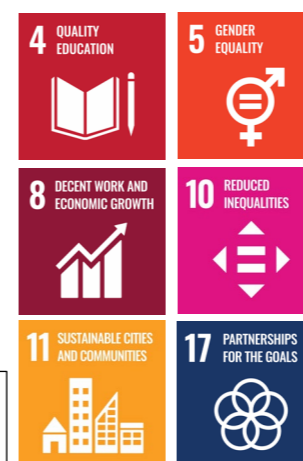 4 QUALITY
EDUCATION
5 GENDER
EQUALITY
8 DECENT WORK AND
ECONOMIC GROWTH
10 REDUCED
INEQUALITIES
11 SUSTAINABLE CITIES
AND COMMUNITIES
17 PARTNERSHIPS
FOR THE GOALS